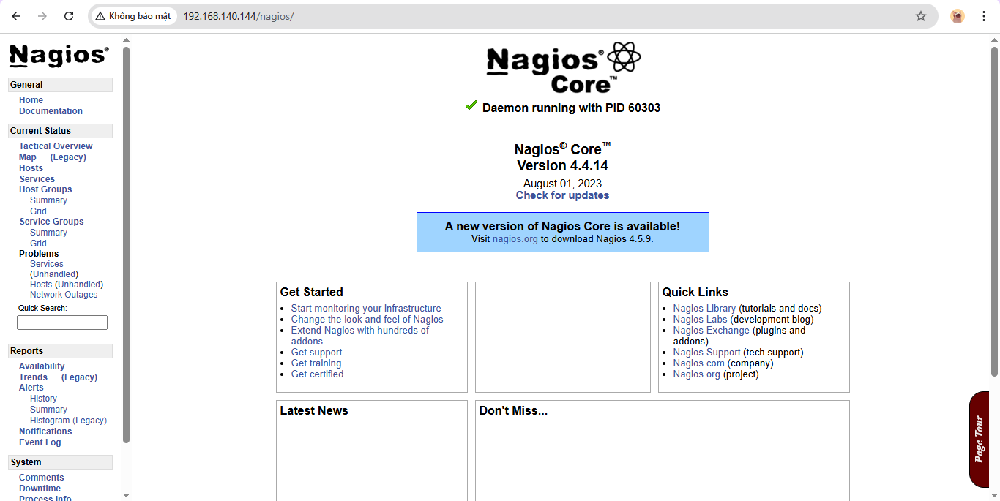 Không bảo mật
192.168.140.144/nagios/
Nagios®
General
Home
Documentation
Current Status
Tactical Overview
Map (Legacy)
Hosts
Services
Host Groups
Summary
Grid
Service Groups
Summary
Grid
Problems
Services
(Unhandled)
Hosts (Unhandled)
Network Outages
Quick Search:
Reports
Availability
Trends (Legacy)
Alerts
History
Summary
Histogram (Legacy)
Notifications
Event Log
System
Comments
Downtime
Process Info
Nagios®
Core™
Daemon running with PID 60303
Nagios® Core™
Version 4.4.14
August 01, 2023
Check for updates
A new version of Nagios Core is available!
Visit nagios.org to download Nagios 4.5.9.
Get Started
Start monitoring your infrastructure
Change the look and feel of Nagios
Extend Nagios with hundreds of
addons
Get support
Get training
Get certified
Quick Links
Nagios Library (tutorials and docs)
Nagios Labs (development blog)
Nagios Exchange (plugins and
addons)
Nagios Support (tech support)
Nagios.com (company)
Nagios.org (project)
Latest News
Don't Miss...
Page Tour